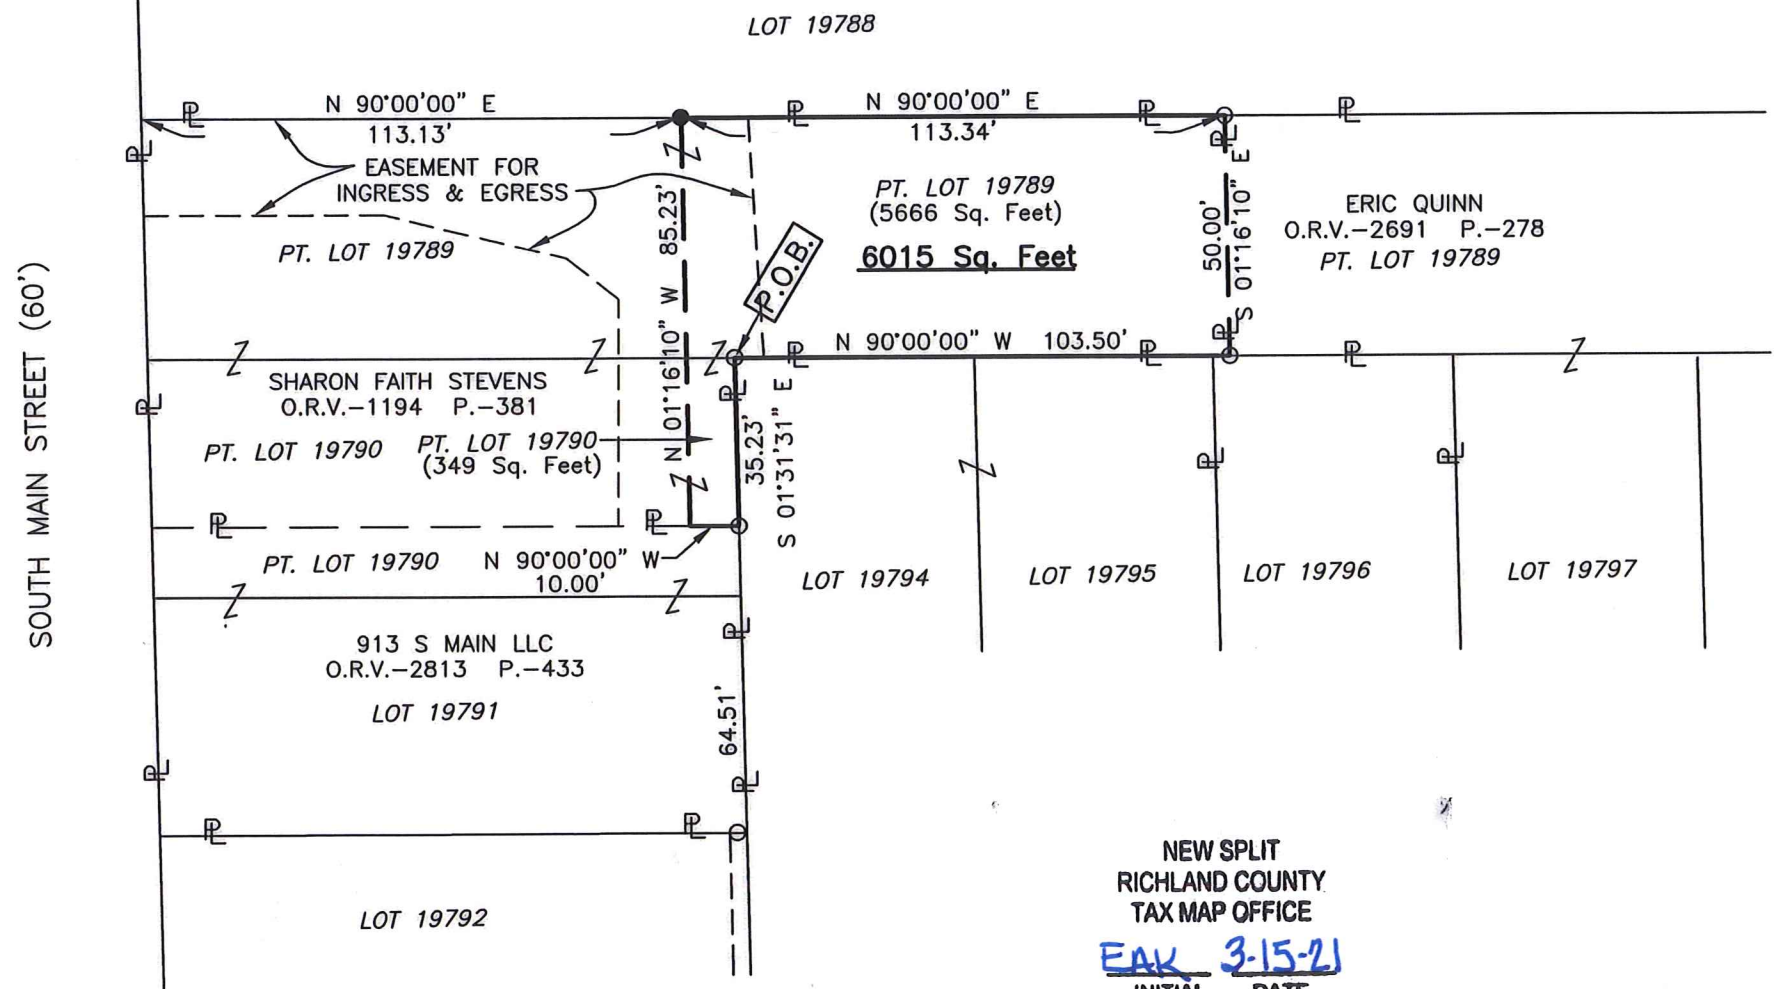 LOT 19788
N 90°00'00" E
113.13'
N 90°00'00" E
113.34'
EASEMENT FOR
INGRESS & EGRESS
PT. LOT 19789
N 01°16'10" W 85.23'
P.O.B.
PT. LOT 19789
(5666 Sq. Feet)
6015 Sq. Feet
50.00'
S 01°16'10" E
ERIC QUINN
O.R.V.-2691 P.-278
PT. LOT 19789
N 90°00'00" W 103.50'
SOUTH MAIN STREET (60')
SHARON FAITH STEVENS
O.R.V.-1194 P.-381
PT. LOT 19790
PT. LOT 19790
(349 Sq. Feet)
35.23'
S 01°31'31" E
PT. LOT 19790
N 90°00'00" W
10.00'
LOT 19794
LOT 19795
LOT 19796
LOT 19797
913 S MAIN LLC
O.R.V.-2813 P.-433
LOT 19791
64.51'
LOT 19792
NEW SPLIT
RICHLAND COUNTY
TAX MAP OFFICE
EAK 3-15-21
INITIAL DATE